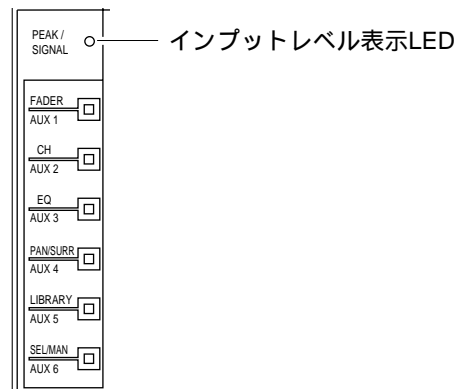 PEAK /
SIGNAL
インプットレベル表示LED
FADER
AUX 1
CH
AUX 2
EQ
AUX 3
PAN/SURR
AUX 4
LIBRARY
AUX 5
SEL/MAN
AUX 6